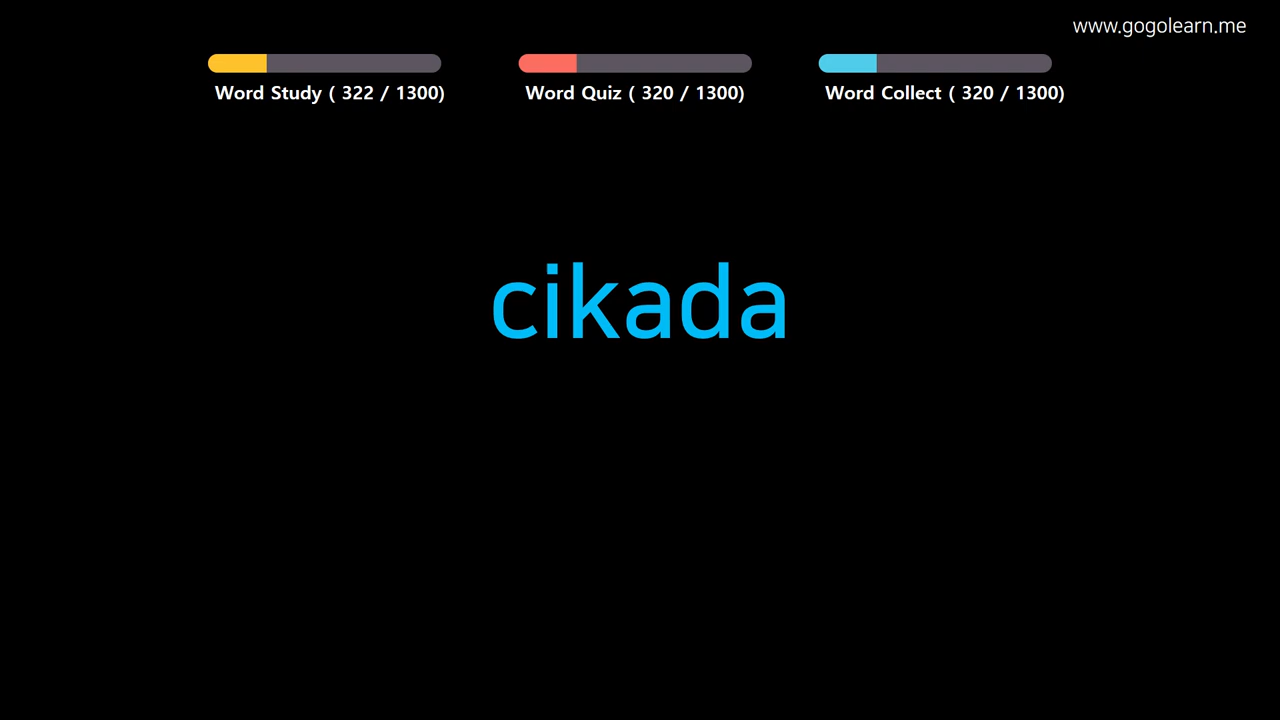 www.gogolearn.me
Word Study ( 322 / 1300)
Word Quiz ( 320 / 1300)
Word Collect ( 320 / 1300)
cikada